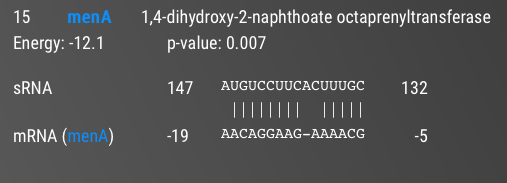 15 menA 1,4-dihydroxy-2-naphthoate octaprenyltransferase
Energy: -12.1 p-value: 0.007
sRNA 147 AUGUCCUUCACUUUGC 132
|||||||| |||||
mRNA (menA) -19 AACAGGAAG-AAAACG -5